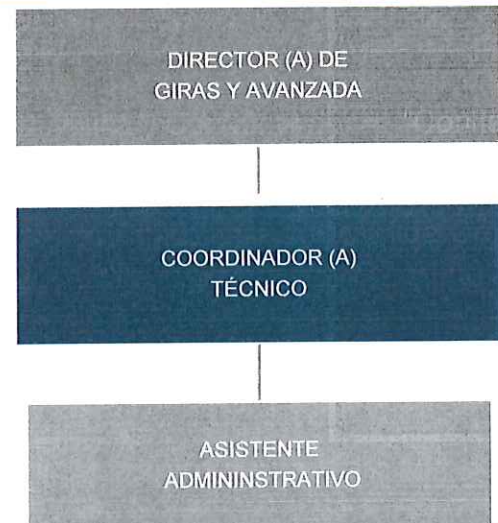 DIRECTOR (A) DE
GIRAS Y AVANZADA
COORDINADOR (A)
TÉCNICO
ASISTENTE
ADMININSTRATIVO